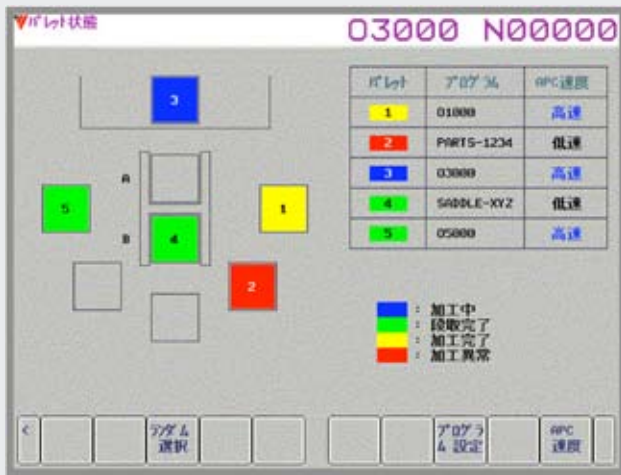 パレット状態
O3000 N00000
3
A
5
1
B
4
2
パレット プログラム APC速度
1 O1000 高速
2 PARTS-1234 低速
3 O3000 高速
4 SADDLE-XYZ 低速
5 O5000 高速
: 加工中
: 段取完了
: 加工完了
: 加工異常
<
ランダム
選択
プログラ
ム 設定
APC
速度